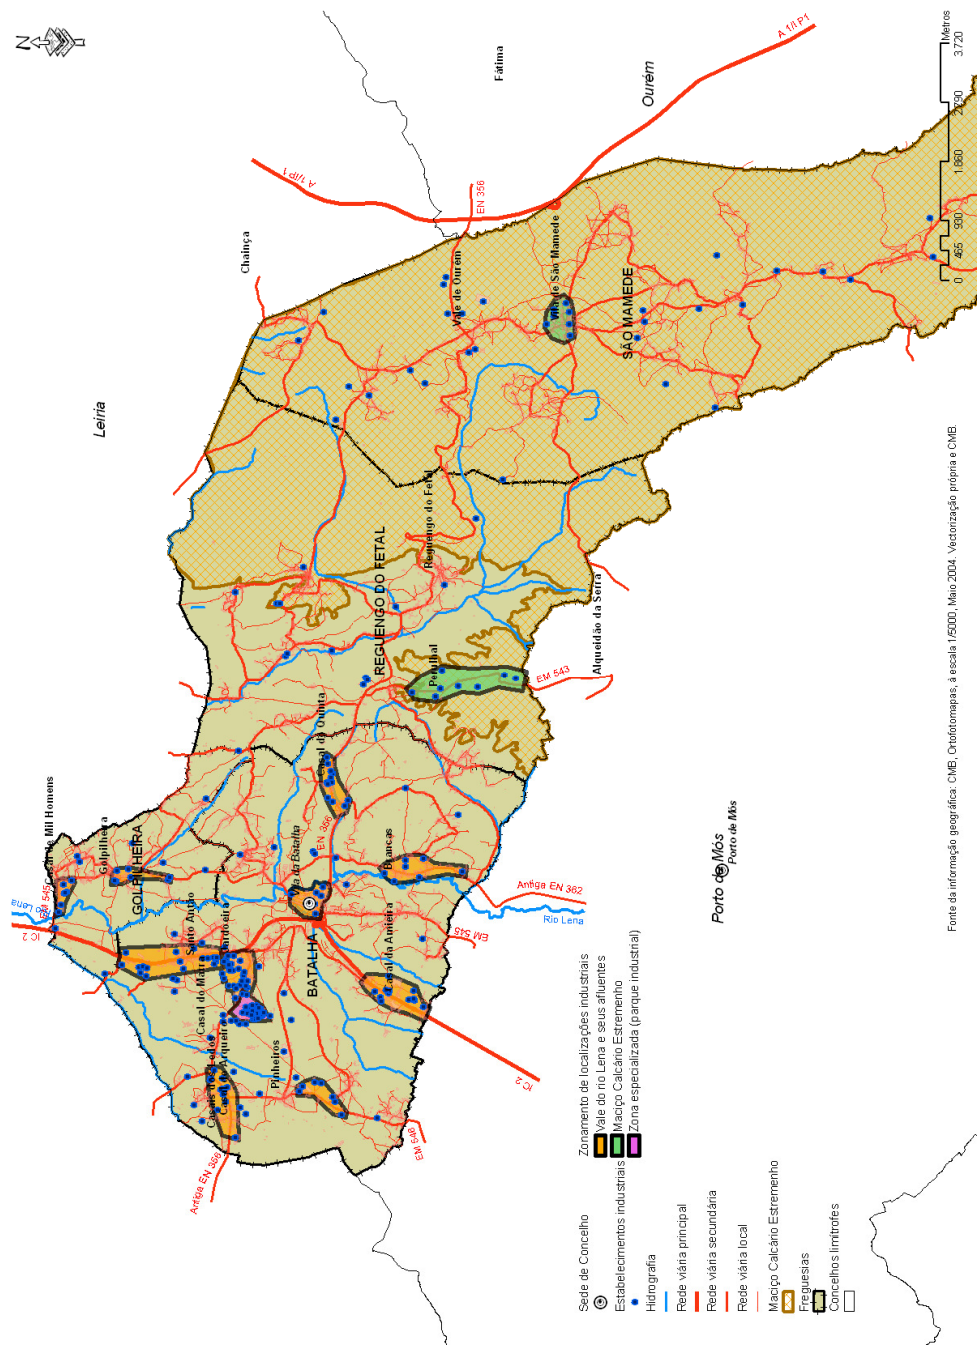 N
A 1/IP1
Fátima
Ourém
Metros
0 465 930 1.860 2.790 3.720
A 1/IP1
EN 356
Chainça
Vale de Ourem
Vila de São Mamede
SÃO MAMEDE
Leiria
Reguengo do Fetal
REGUENGO DO FETAL
Alqueidão da Serra
EM 543
Casal da Quinta
EN 356
Golpilheira
GOLPILHEIRA
EM 545
Rio Lena
IC 2
Santo Antão
Vila da Batalha
BATALHA
Brancas
Antiga EN 362
Rio Lena
EM 545
Casal da Amieira
Casal do Marra
Pinheiros
IC 2
EM 546
Antiga EN 356
Porto de Mós
Porto de Mós
Sede de Concelho
Estabelecimentos industriais
Hidrografia
Rede viária principal
Rede viária secundária
Rede viária local
Maciço Calcário Estremenho
Freguesias
Concelhos limítrofes
Zonamento de localizações industriais
Vale do rio Lena e seus afluentes
Maciço Calcário Estremenho
Zona especializada (parque industrial)
Fonte da informação geográfica: CMB, Ortofotomapas, à escala 1/5000, Maio 2004. Vectorização própria e CMB.